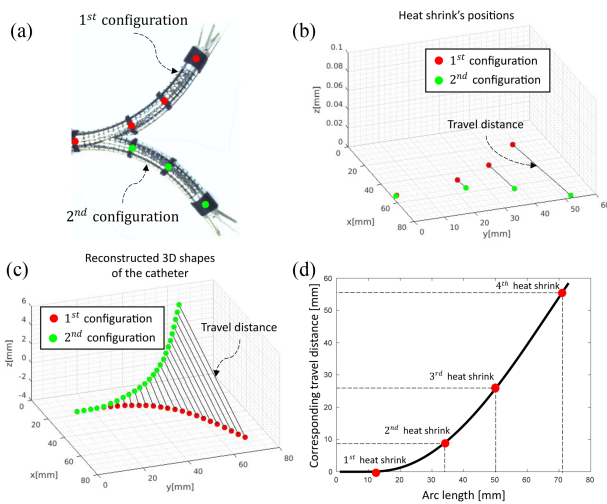 (a)
1st configuration
2nd configuration
(b)
Heat shrink's positions
1st configuration
2nd configuration
Travel distance
z[mm]
0.1
0.08
0.06
0.04
0.02
0
0
20
40
60
80
x[mm]
0
10
20
30
40
50
60
y[mm]
(c)
Reconstructed 3D shapes
of the catheter
1st configuration
2nd configuration
Travel distance
z[mm]
6
4
2
0
-2
-4
0
20
40
60
80
x[mm]
0
20
40
60
80
y[mm]
(d)
Corresponding travel distance [mm]
60
50
40
30
20
10
0
4th heat shrink
3rd heat shrink
2nd heat shrink
1st heat shrink
0
10
20
30
40
50
60
70
80
Arc length [mm]